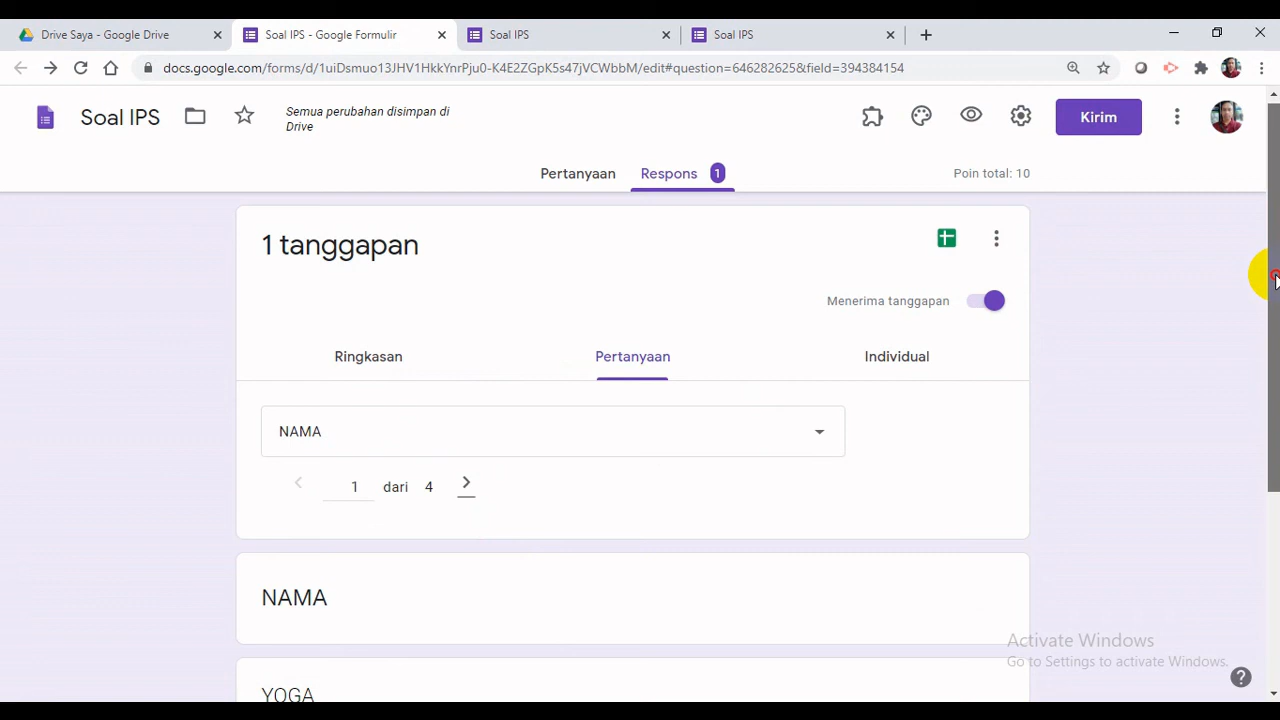 Drive Saya - Google Drive
Soal IPS - Google Formulir
Soal IPS
Soal IPS
docs.google.com/forms/d/1uiDsmuo13JHV1HkkYnrPju0-K4E2ZGpK5s47jVCWbbM/edit#question=646282625&field=394384154
Soal IPS
Semua perubahan disimpan di
Drive
Kirim
Pertanyaan
Respons 1
Poin total: 10
1 tanggapan
Menerima tanggapan
Ringkasan
Pertanyaan
Individual
NAMA
1 dari 4
NAMA
YOGA
Activate Windows
Go to Settings to activate Windows.